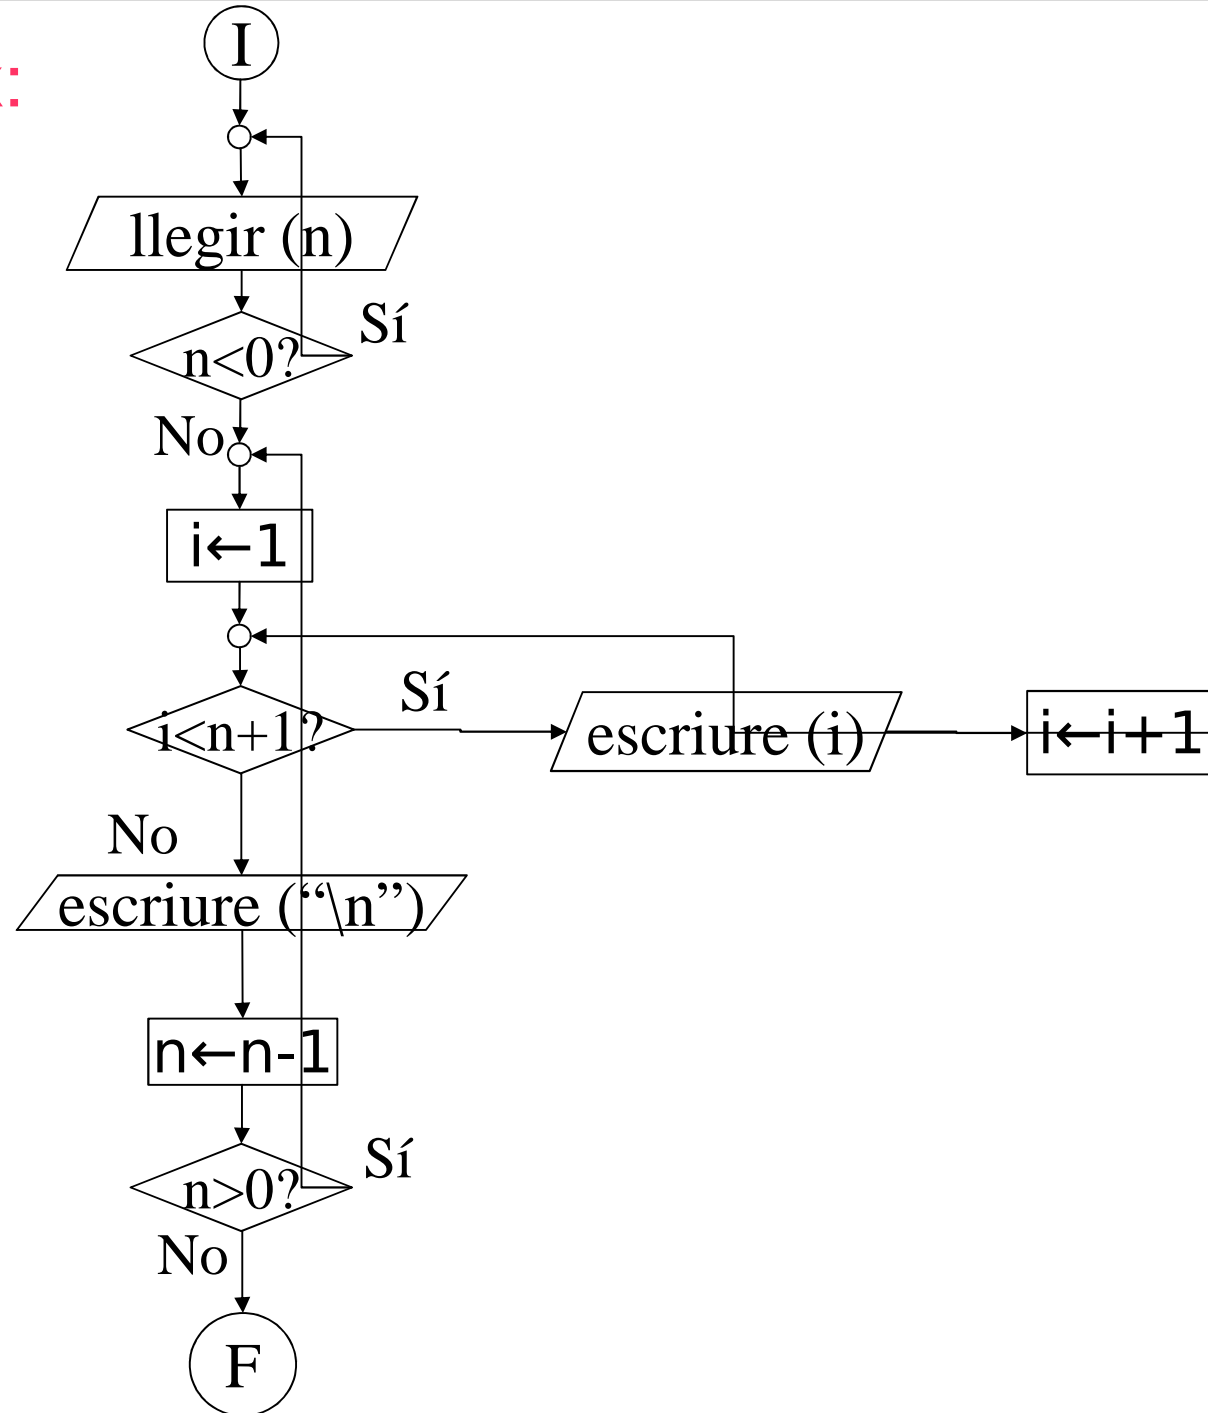 I
:
llegir (n)
Sí
n<0?
No
i←1
Sí
i<n+1?
escriure (i)
i←i+1
No
escriure (“\n”)
n←n-1
Sí
n>0?
No
F